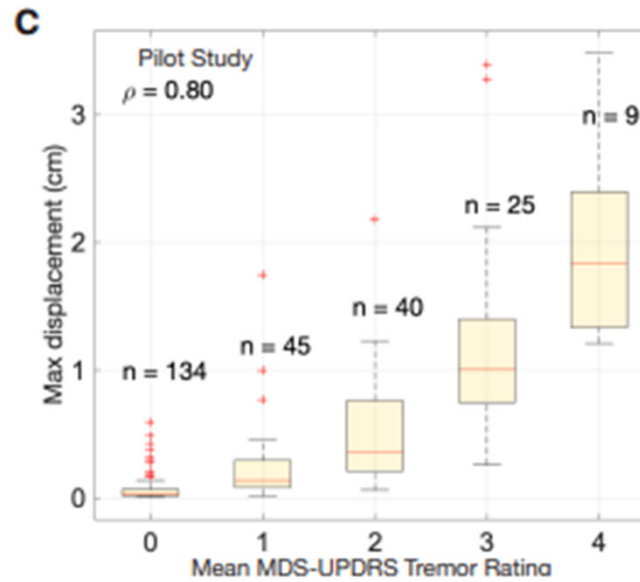 C
Pilot Study
ρ = 0.80
3
n = 9
n = 25
2
n = 40
n = 45
n = 134
1
0
Max displacement (cm)
0 1 2 3 4
Mean MDS-UPDRS Tremor Rating